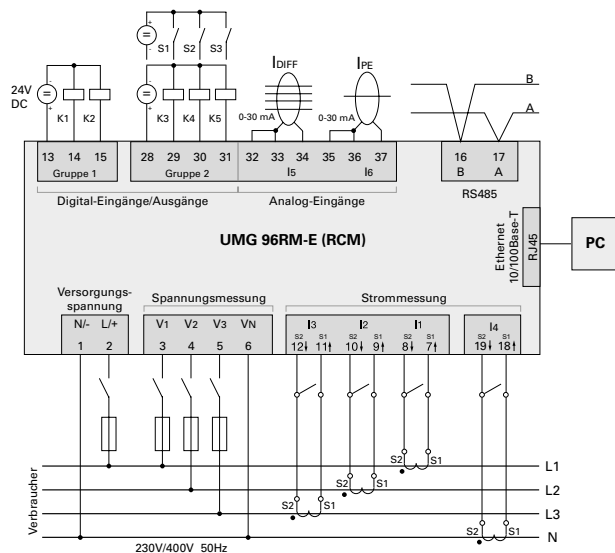 S1 S2 S3
IDIFF
IPE
24V
DC
K1 K2
K3 K4 K5
0-30 mA
0-30 mA
B
A
13 14 15
28 29 30 31
32 33 34 35 36 37
16 17
Gruppe 1
Gruppe 2
I5
I6
B A
RS485
Digital-Eingänge/Ausgänge
Analog-Eingänge
UMG 96RM-E (RCM)
Ethernet
10/100Base-T
RJ45
PC
Versorgungs-
spannung
Spannungsmessung
Strommessung
N/- L/+
V1 V2 V3 VN
I3 I2 I1
I4
S2 S1 S2 S1 S2 S1
S2 S1
1 2
3 4 5 6
12 11 10 9 8 7
19 18
Verbraucher
S2 S1
L1
S2 S1
L2
S2 S1
L3
S2 S1
N
230V/400V 50Hz